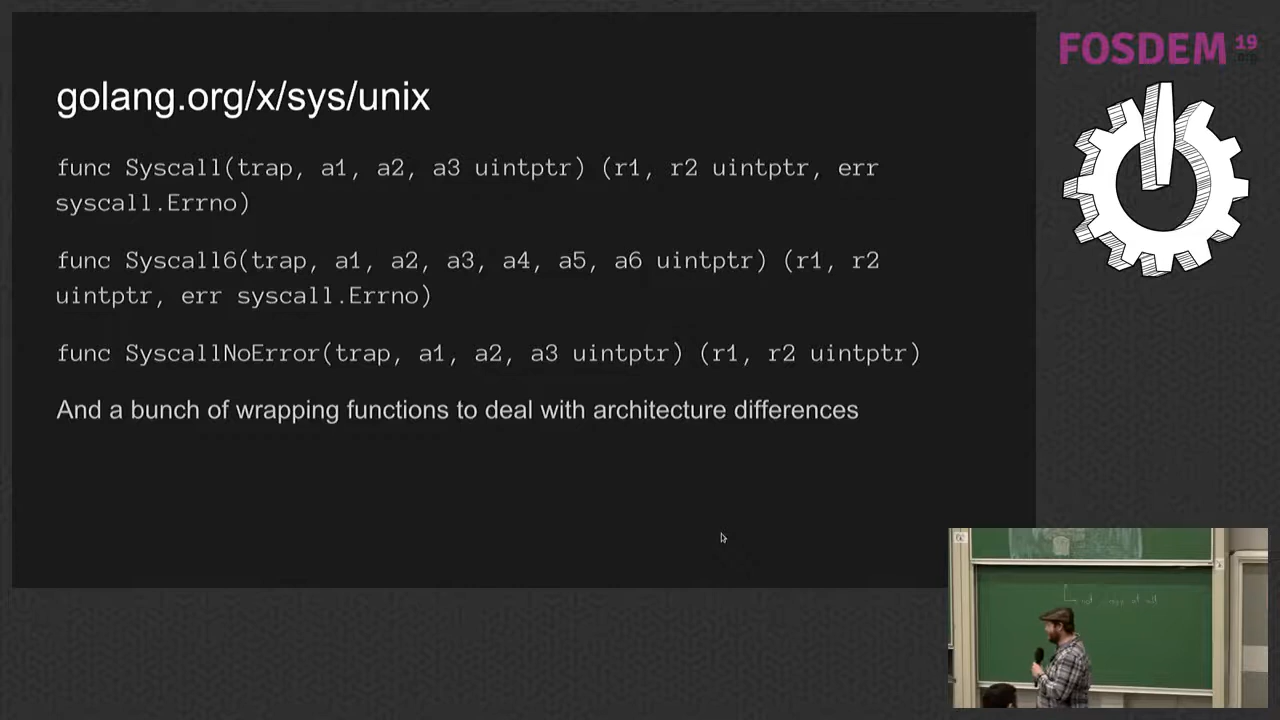 FOSDEM 19
.org
golang.org/x/sys/unix
func Syscall(trap, a1, a2, a3 uintptr) (r1, r2 uintptr, err
syscall.Errno)
func Syscall6(trap, a1, a2, a3, a4, a5, a6 uintptr) (r1, r2
uintptr, err syscall.Errno)
func SyscallNoError(trap, a1, a2, a3 uintptr) (r1, r2 uintptr)
And a bunch of wrapping functions to deal with architecture differences